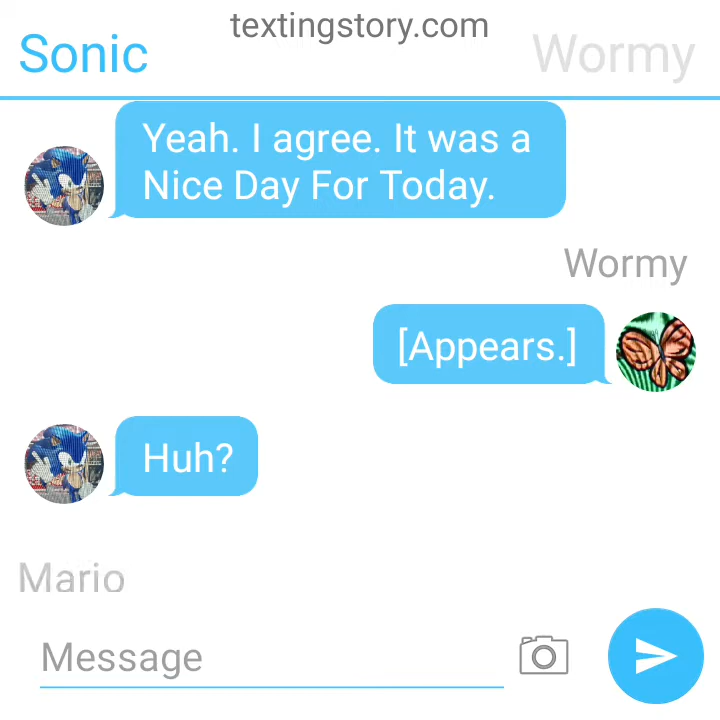 textingstory.com
Sonic
Wormy
Yeah. I agree. It was a
Nice Day For Today.
Wormy
[Appears.]
Huh?
Mario
Message